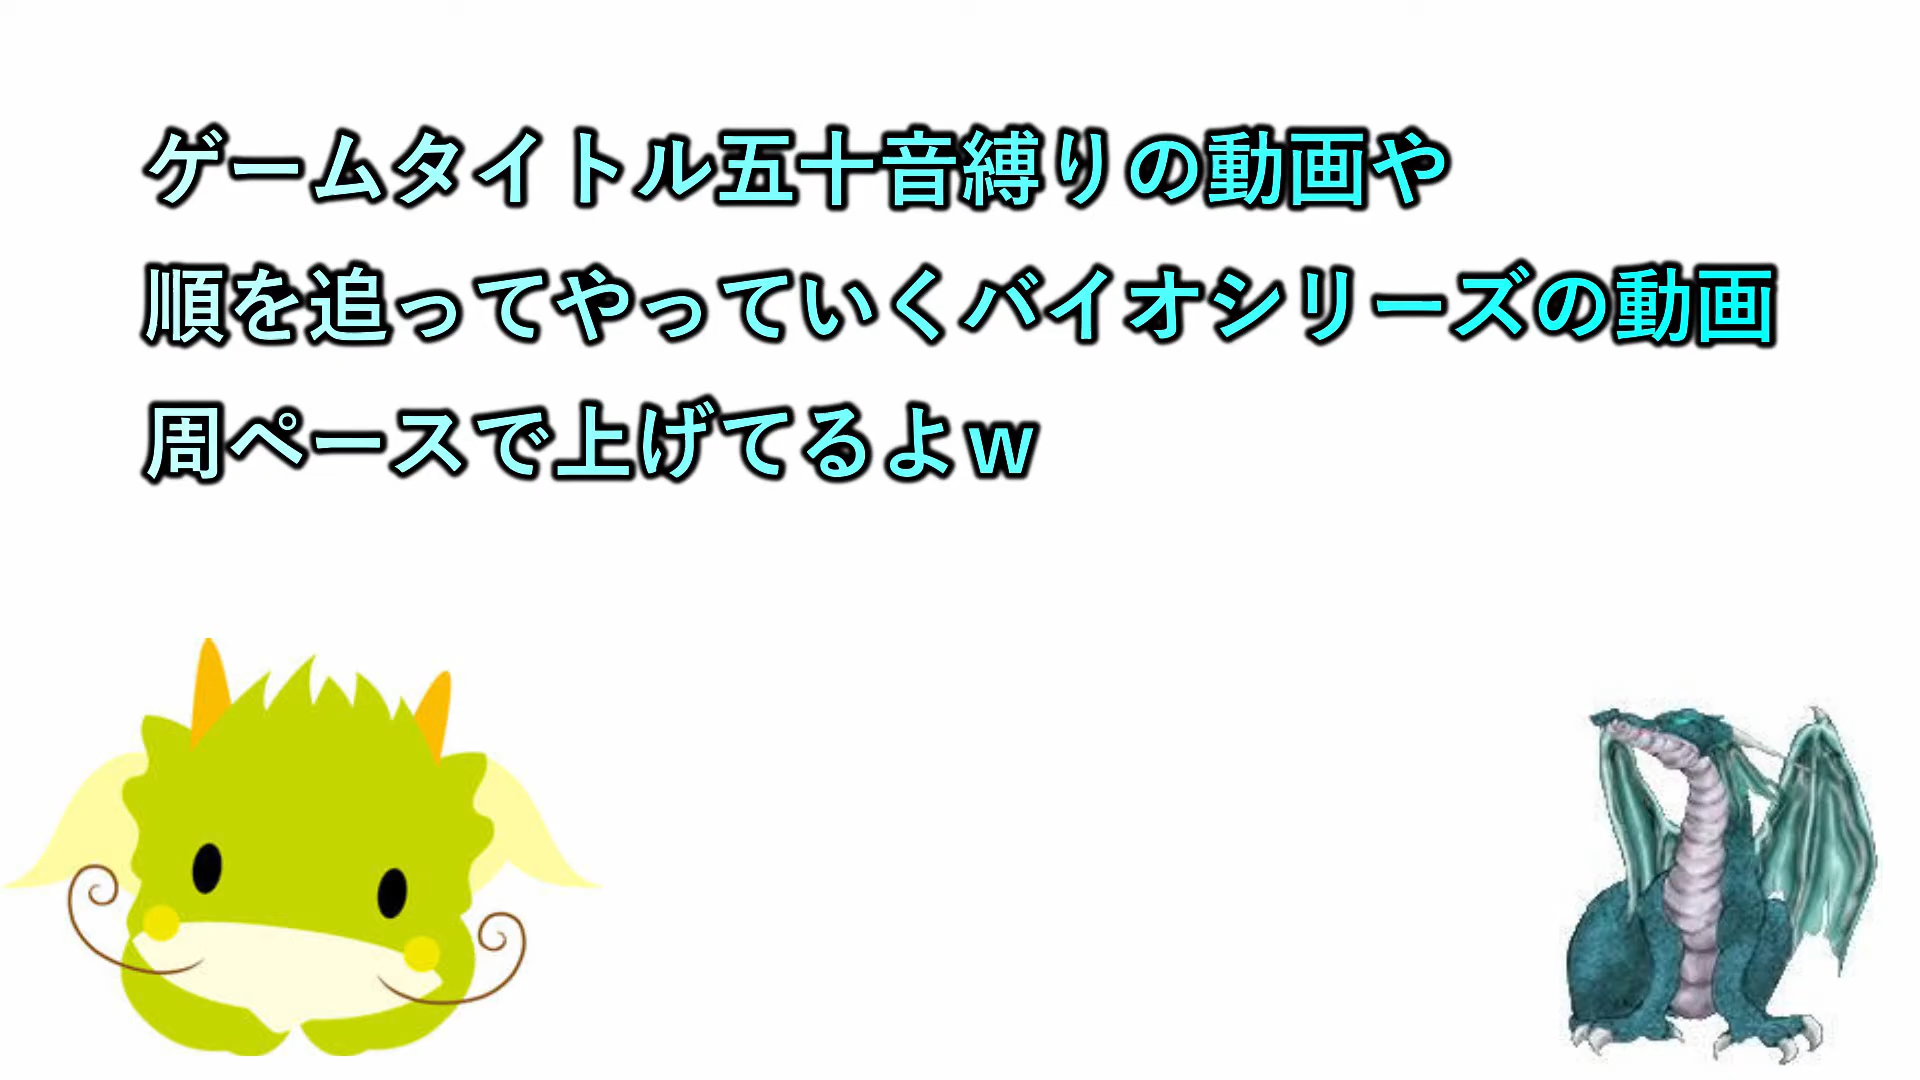 ゲームタイトル五十音縛りの動画や
順を追ってやっていくバイオシリーズの動画
周ペースで上げてるよw